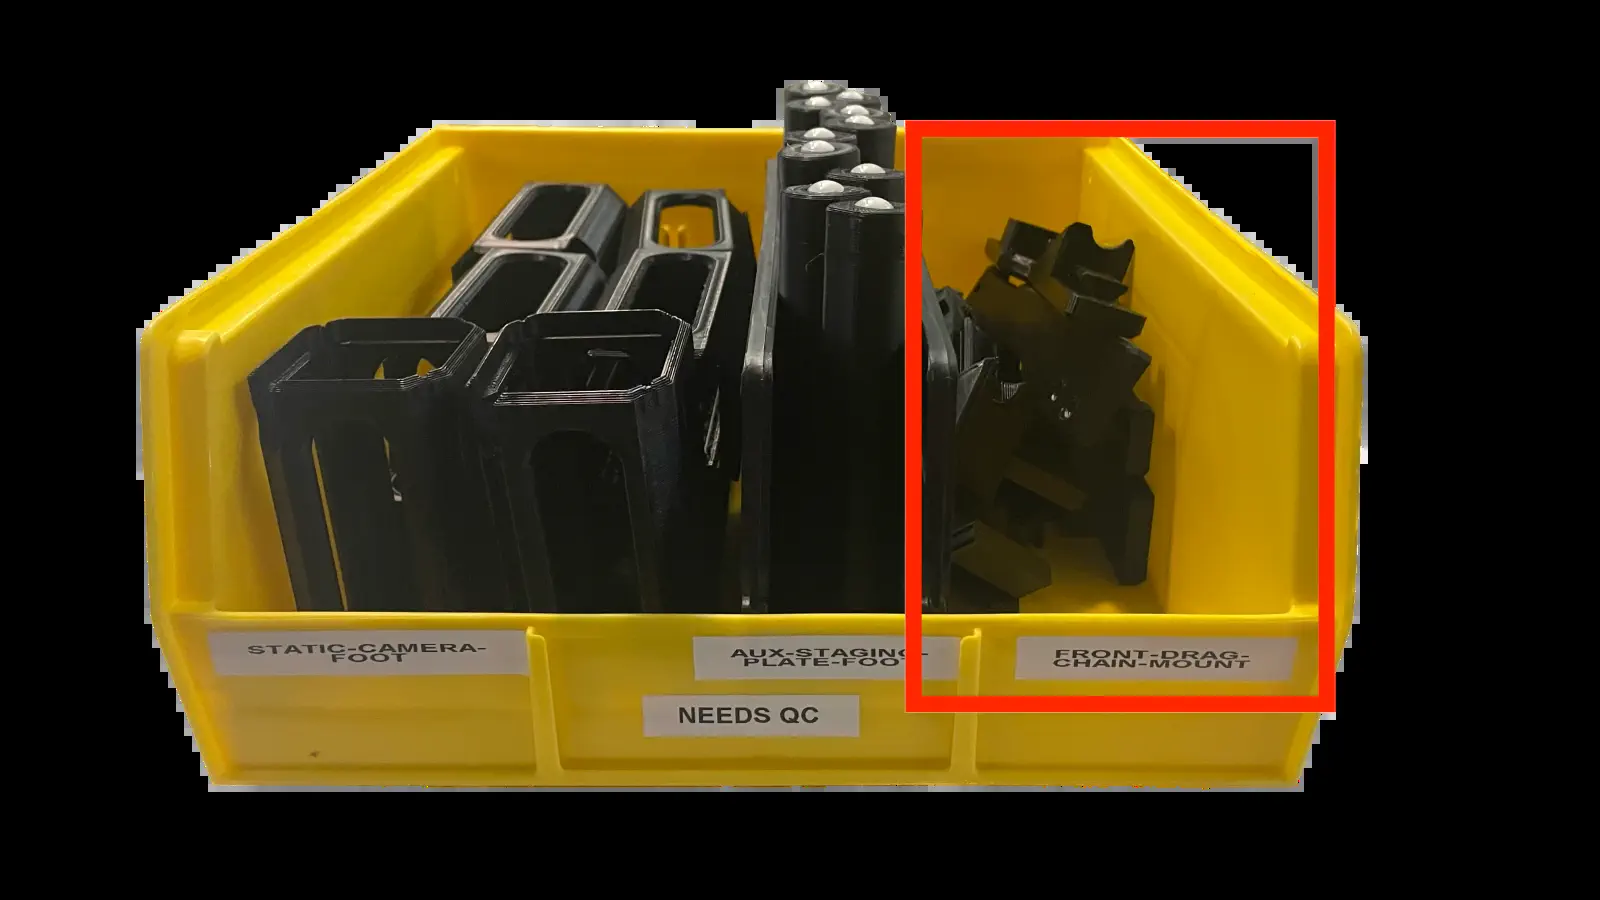 STATIC-CAMERA-
FOOT
AUX-STAGING-
PLATE-FOOT
FRONT-DRAG-
CHAIN-MOUNT
NEEDS QC